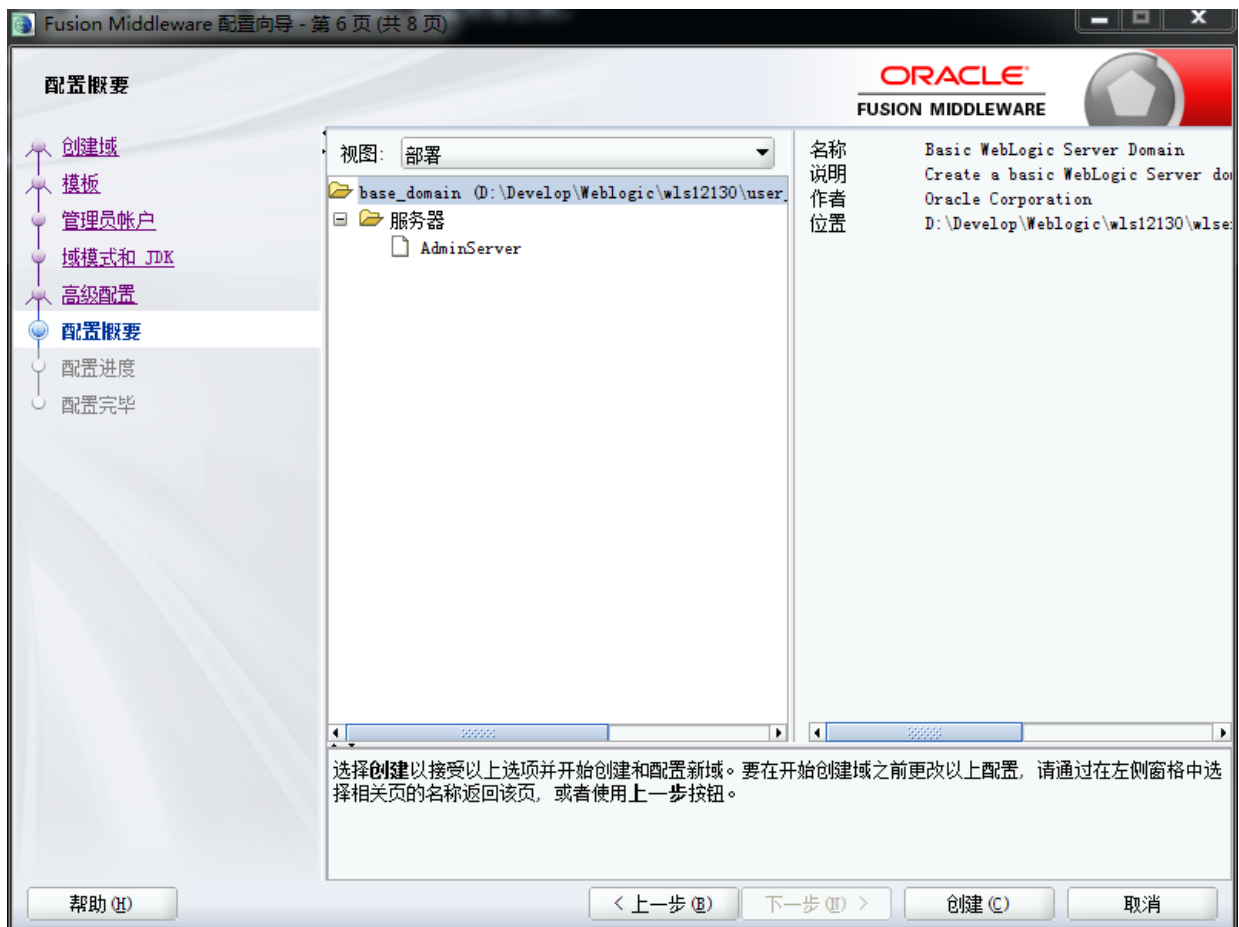 Fusion Middleware 配置向导 - 第 6 页 (共 8 页)
配置概要
ORACLE
FUSION MIDDLEWARE
创建域
模板
管理员帐户
域模式和 JDK
高级配置
配置概要
配置进度
配置完毕
视图: 部署
base_domain (D:\Develop\Weblogic\wls12130\user_
服务器
AdminServer
名称 Basic WebLogic Server Domain
说明 Create a basic WebLogic Server do
作者 Oracle Corporation
位置 D:\Develop\Weblogic\wls12130\wlse
选择创建以接受以上选项并开始创建和配置新域。要在开始创建域之前更改以上配置, 请通过在左侧窗格中选
择相关页的名称返回该页, 或者使用上一步按钮。
帮助(H) < 上一步(B) 下一步(N) > 创建(C) 取消